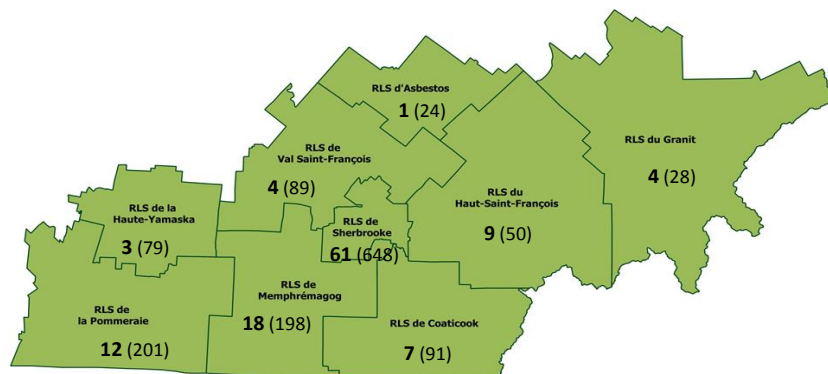 RLS d'Asbestos
1 (24)
RLS de
Val Saint-François
4 (89)
RLS du Granit
4 (28)
RLS du
Haut-Saint-François
9 (50)
RLS de la
Haute-Yamaska
3 (79)
RLS de
Sherbrooke
61 (648)
RLS de
la Pommeraie
12 (201)
RLS de
Memphrémagog
18 (198)
RLS de Coaticook
7 (91)